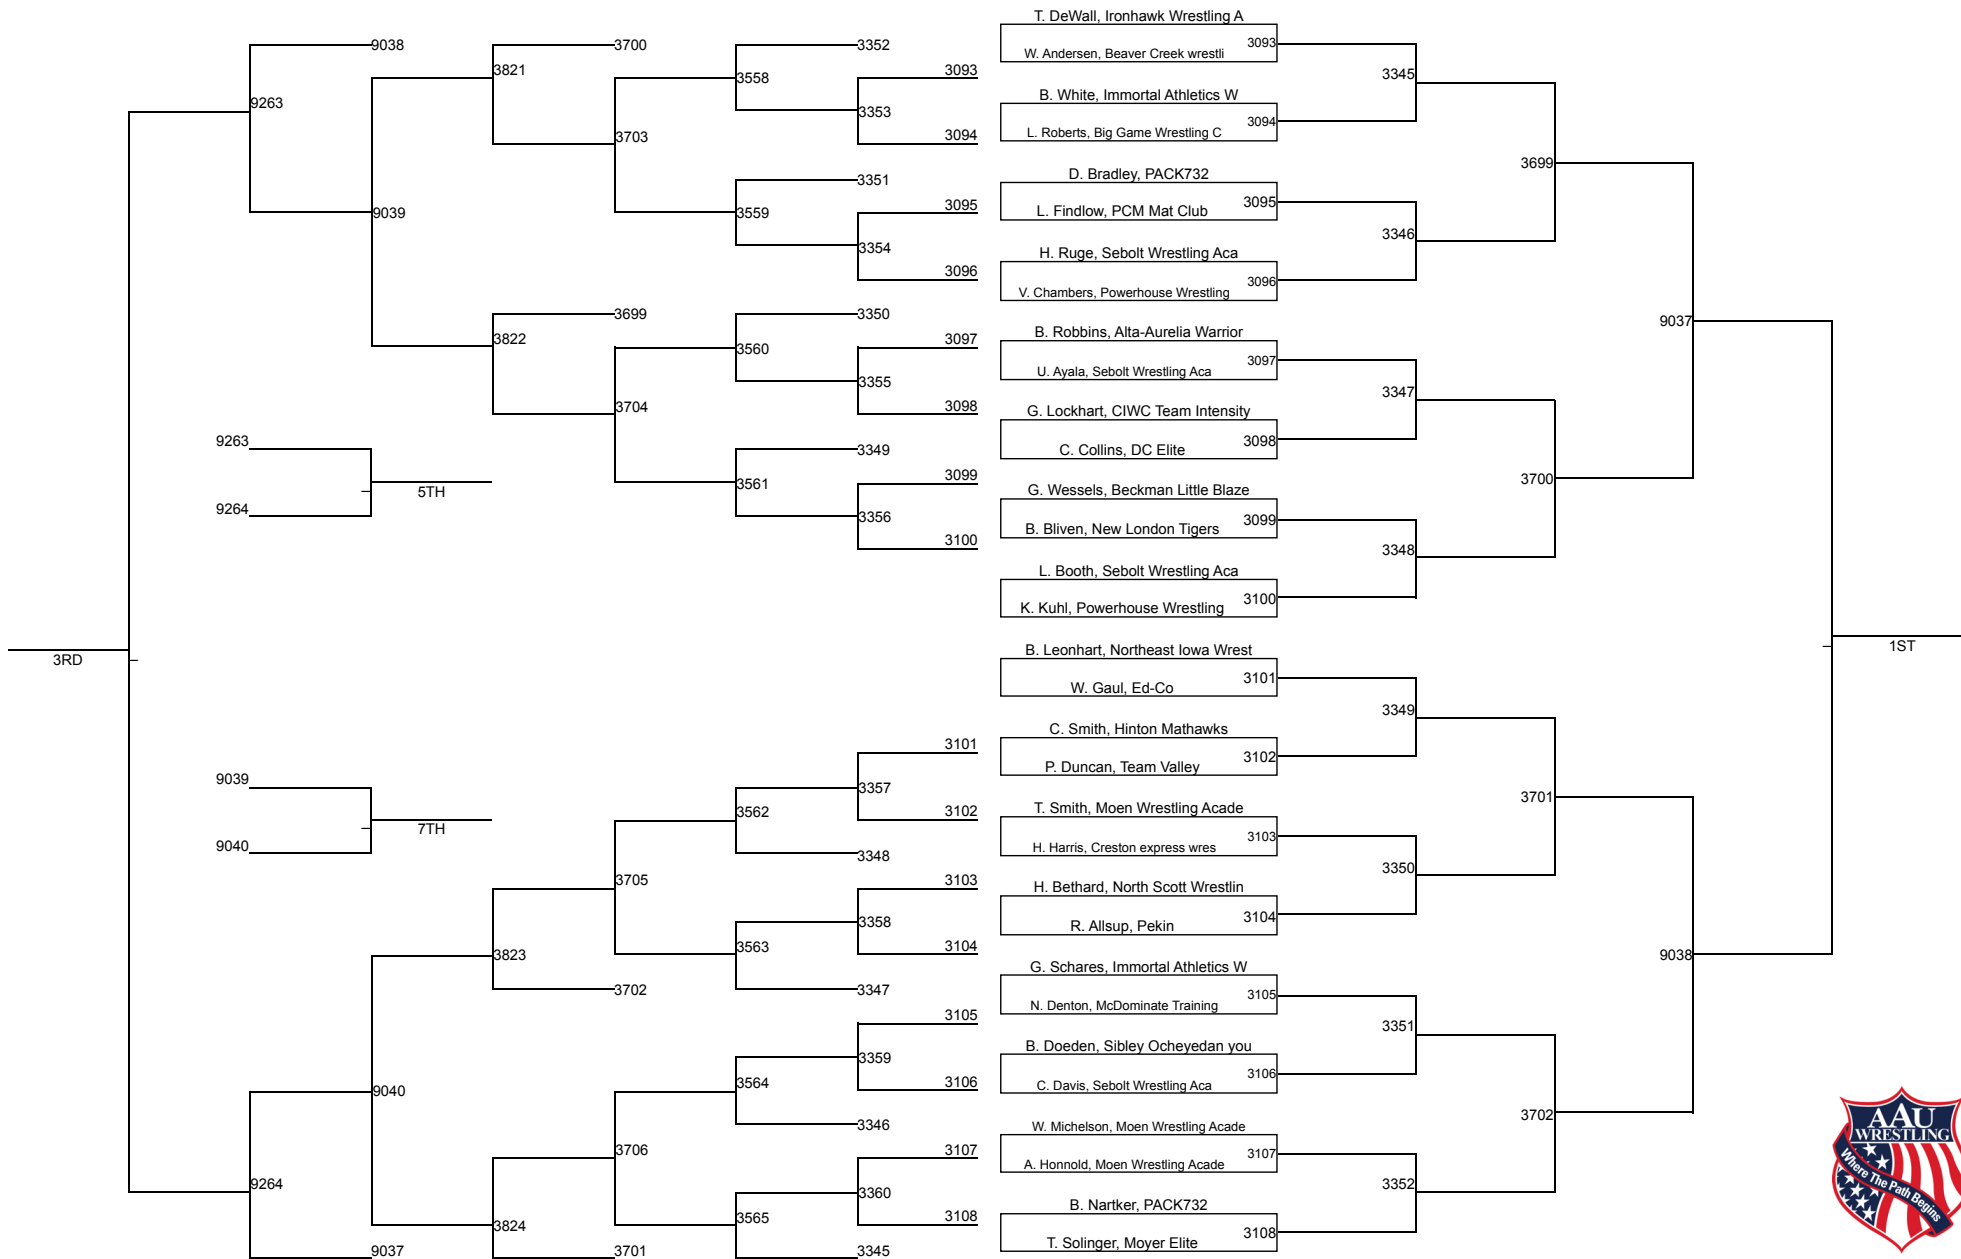 T. DeWall, Ironhawk Wrestling A
3093
W. Andersen, Beaver Creek wrestli
B. White, Immortal Athletics W
3094
L. Roberts, Big Game Wrestling C
D. Bradley, PACK732
3095
L. Findlow, PCM Mat Club
H. Ruge, Sebolt Wrestling Aca
3096
V. Chambers, Powerhouse Wrestling
B. Robbins, Alta-Aurelia Warrior
3097
U. Ayala, Sebolt Wrestling Aca
G. Lockhart, CIWC Team Intensity
3098
C. Collins, DC Elite
G. Wessels, Beckman Little Blaze
3099
B. Bliven, New London Tigers
L. Booth, Sebolt Wrestling Aca
3100
K. Kuhl, Powerhouse Wrestling
B. Leonhart, Northeast Iowa Wrest
3101
W. Gaul, Ed-Co
C. Smith, Hinton Mathawks
3102
P. Duncan, Team Valley
T. Smith, Moen Wrestling Acade
3103
H. Harris, Creston express wres
H. Bethard, North Scott Wrestlin
3104
R. Allsup, Pekin
G. Schares, Immortal Athletics W
3105
N. Denton, McDominate Training
B. Doeden, Sibley Ocheyedan you
3106
C. Davis, Sebolt Wrestling Aca
W. Michelson, Moen Wrestling Acade
3107
A. Honnold, Moen Wrestling Acade
B. Nartker, PACK732
3108
T. Solinger, Moyer Elite
3345
3346
3347
3348
3349
3350
3351
3352
3699
3700
3701
3702
9037
9038
1ST
3093
3094
3095
3096
3097
3098
3099
3100
3101
3102
3103
3104
3105
3106
3107
3108
3352
3353
3351
3354
3350
3355
3349
3356
3357
3348
3358
3347
3359
3346
3360
3345
3558
3559
3560
3561
3562
3563
3564
3565
3700
3703
3699
3704
3705
3702
3706
3701
3821
3822
3823
3824
9038
9039
9040
9037
9263
9264
9263
9264
5TH
9039
9040
7TH
3RD
AAU
WRESTLING
Where The Path Begins